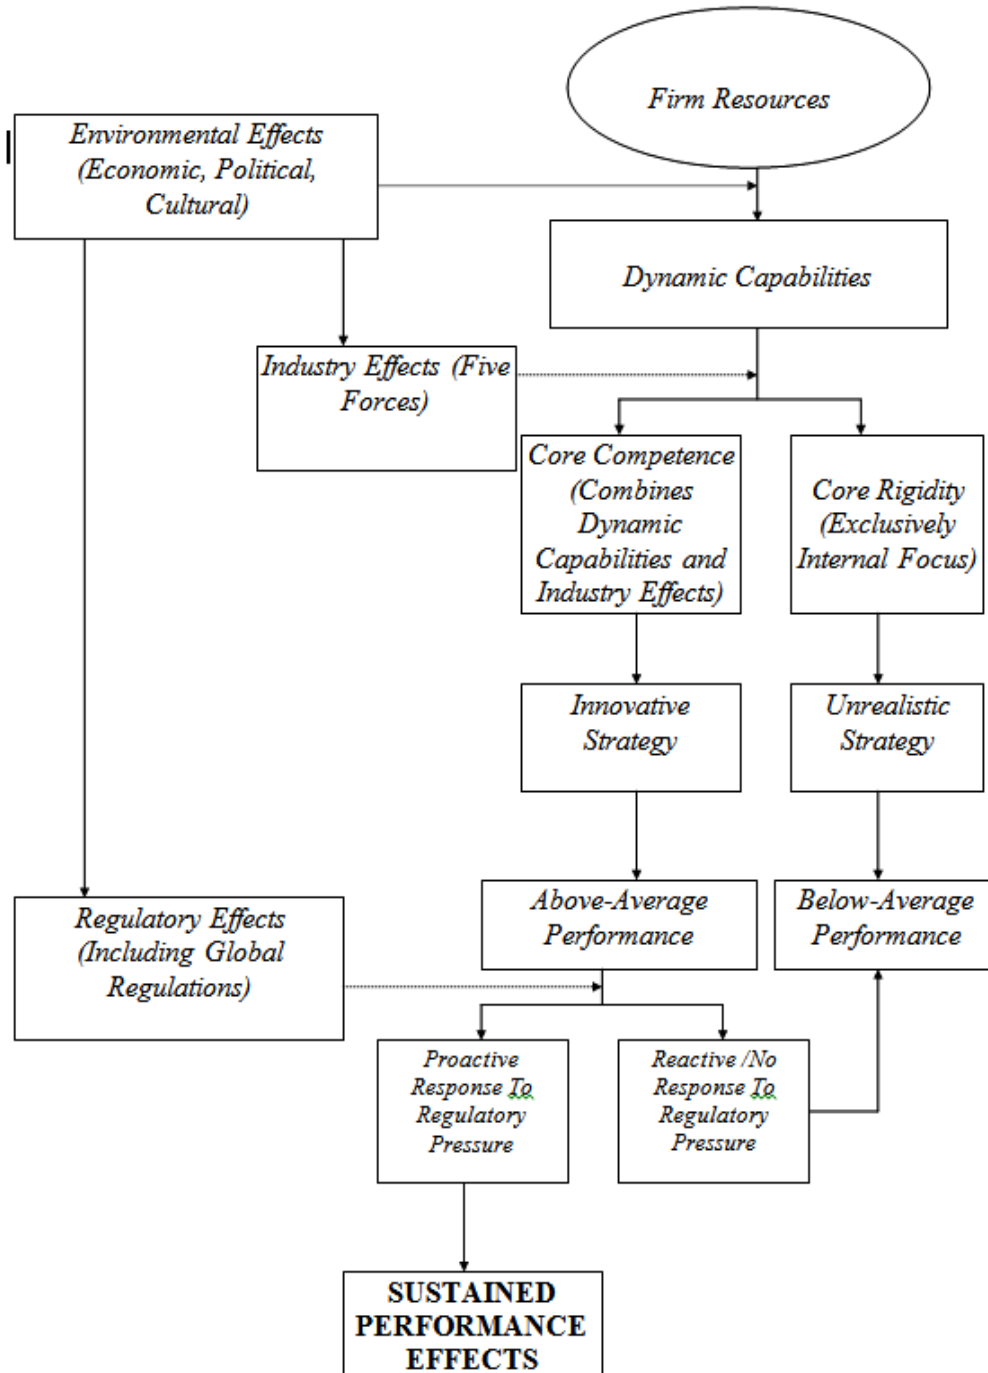 Firm Resources
Environmental Effects
(Economic, Political,
Cultural)
Dynamic Capabilities
Industry Effects (Five
Forces)
Core Competence
(Combines
Dynamic
Capabilities and
Industry Effects)
Core Rigidity
(Exclusively
Internal Focus)
Innovative
Strategy
Unrealistic
Strategy
Above-Average
Performance
Below-Average
Performance
Regulatory Effects
(Including Global
Regulations)
Proactive
Response To
Regulatory
Pressure
Reactive /No
Response To
Regulatory
Pressure
SUSTAINED
PERFORMANCE
EFFECTS